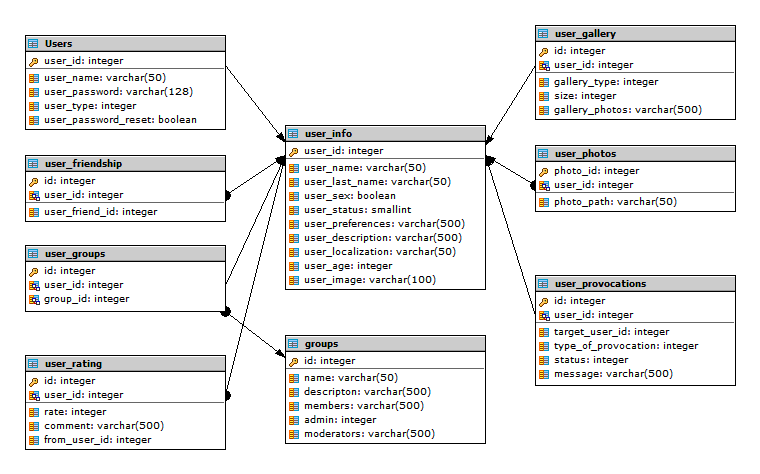 Users
user_id: integer
user_name: varchar(50)
user_password: varchar(128)
user_type: integer
user_password_reset: boolean
user_friendship
id: integer
user_id: integer
user_friend_id: integer
user_groups
id: integer
user_id: integer
group_id: integer
user_rating
id: integer
user_id: integer
rate: integer
comment: varchar(500)
from_user_id: integer
user_info
user_id: integer
user_name: varchar(50)
user_last_name: varchar(50)
user_sex: boolean
user_status: smallint
user_preferences: varchar(500)
user_description: varchar(500)
user_localization: varchar(50)
user_age: integer
user_image: varchar(100)
groups
id: integer
name: varchar(50)
descripton: varchar(500)
members: varchar(500)
admin: integer
moderators: varchar(500)
user_gallery
id: integer
user_id: integer
gallery_type: integer
size: integer
gallery_photos: varchar(500)
user_photos
photo_id: integer
user_id: integer
photo_path: varchar(50)
user_provocations
id: integer
user_id: integer
target_user_id: integer
type_of_provocation: integer
status: integer
message: varchar(500)